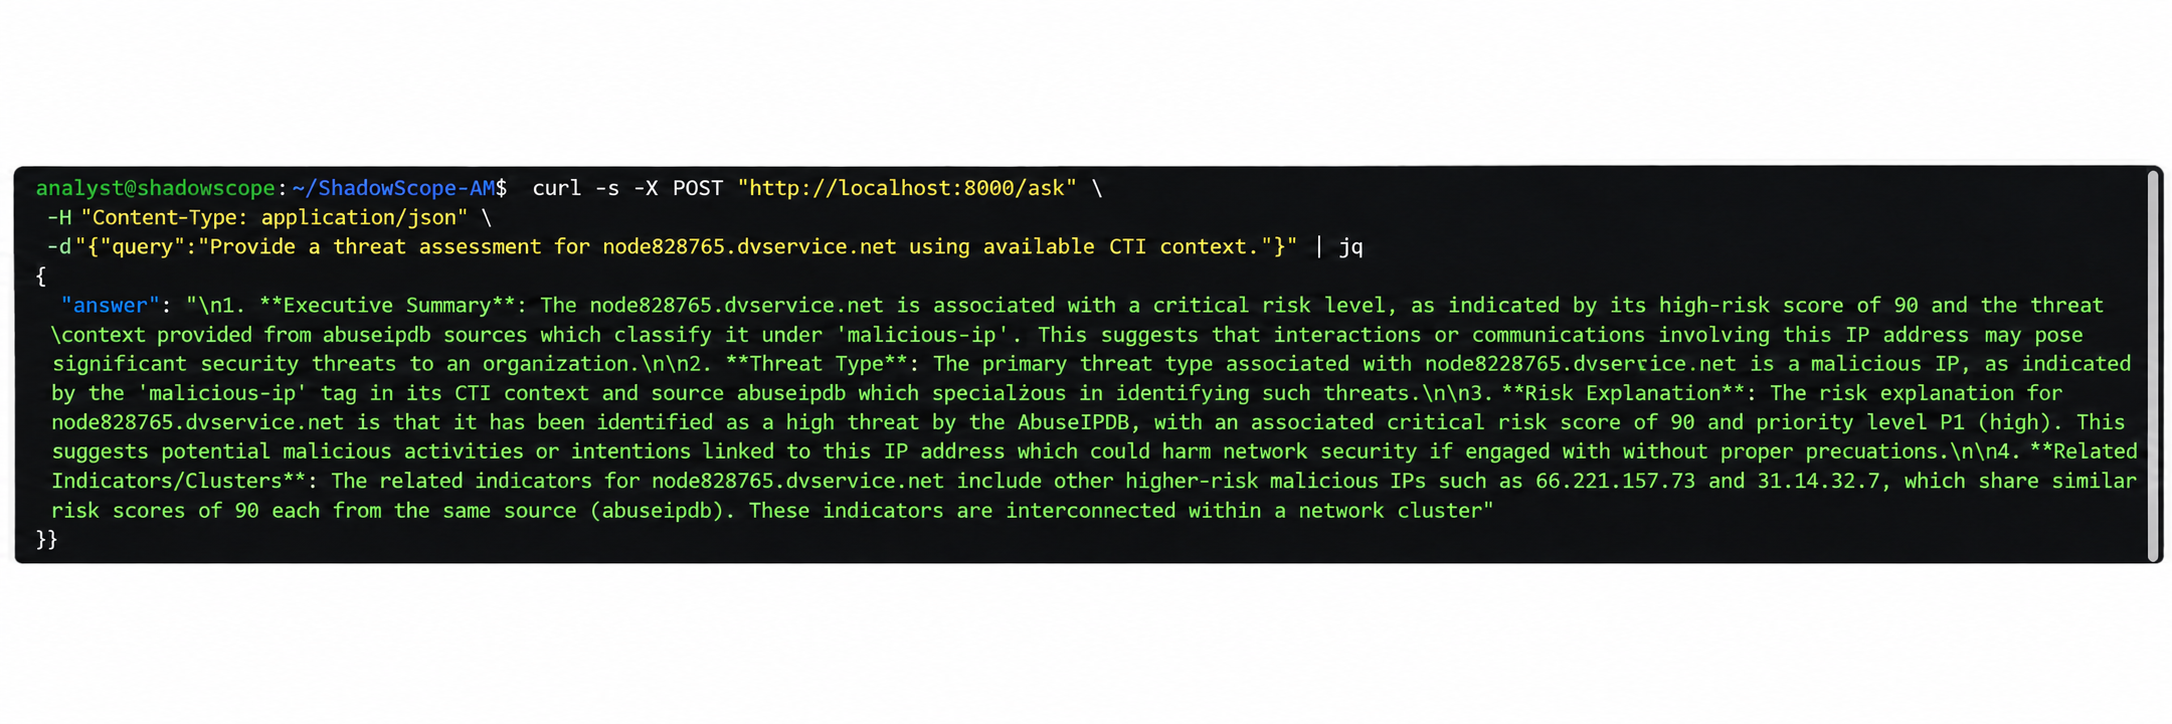 analyst@shadowscope:~/ShadowScope-AM$ curl -s -X POST "http://localhost:8000/ask" \
-H "Content-Type: application/json" \
-d"{"query":"Provide a threat assessment for node828765.dvservice.net using available CTI context."}" | jq
{
"answer": "\n1. **Executive Summary**: The node828765.dvservice.net is associated with a critical risk level, as indicated by its high-risk score of 90 and the threat
\context provided from abuseipdb sources which classify it under 'malicious-ip'. This suggests that interactions or communications involving this IP address may pose
significant security threats to an organization.\n\n2. **Threat Type**: The primary threat type associated with node8228765.dvservice.net is a malicious IP, as indicated
by the 'malicious-ip' tag in its CTI context and source abuseipdb which specialżous in identifying such threats.\n\n3. **Risk Explanation**: The risk explanation for
node828765.dvservice.net is that it has been identified as a high threat by the AbuseIPDB, with an associated critical risk score of 90 and priority level P1 (high). This
suggests potential malicious activities or intentions linked to this IP address which could harm network security if engaged with without proper precuations.\n\n4. **Related
Indicators/Clusters**: The related indicators for node828765.dvservice.net include other higher-risk malicious IPs such as 66.221.157.73 and 31.14.32.7, which share similar
risk scores of 90 each from the same source (abuseipdb). These indicators are interconnected within a network cluster"
}}